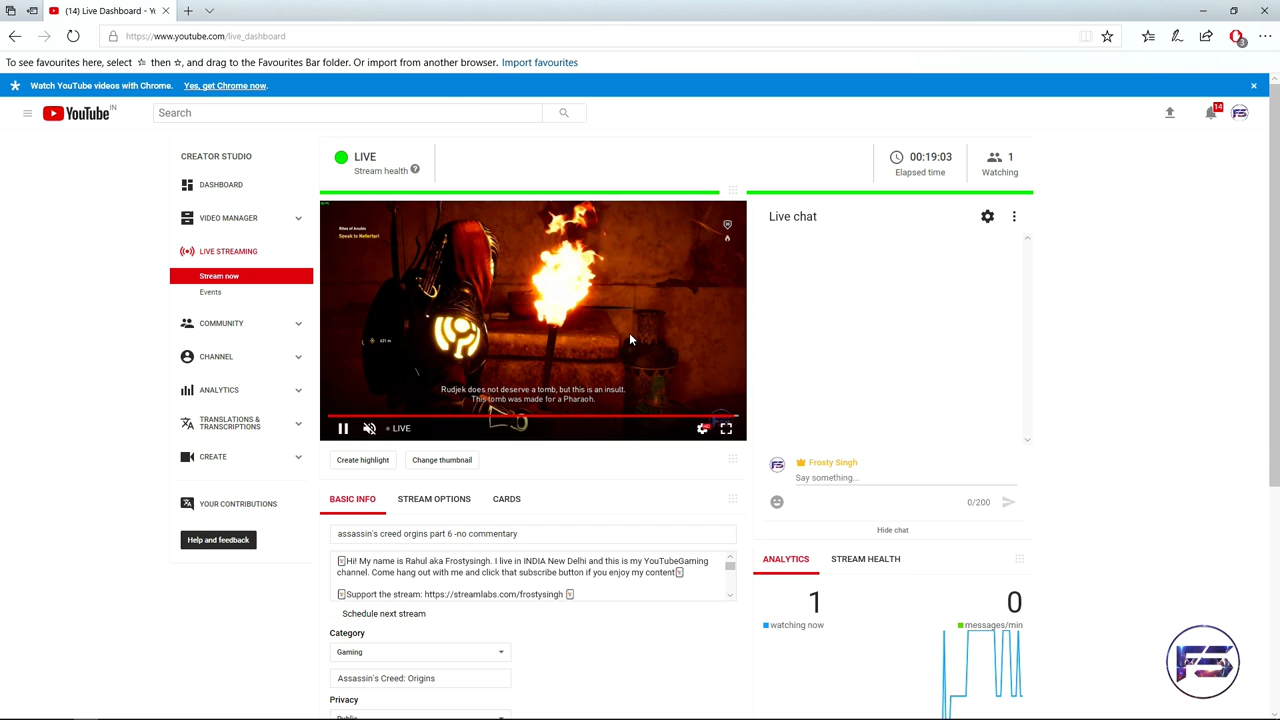 (14) Live Dashboard - Yo
https://www.youtube.com/live_dashboard
3
To see favourites here, select then ☆, and drag to the Favourites Bar folder. Or import from another browser. Import favourites
Watch YouTube videos with Chrome. Yes, get Chrome now.
YouTube IN
Search
14
FS
CREATOR STUDIO
DASHBOARD
VIDEO MANAGER
LIVE STREAMING
Stream now
Events
COMMUNITY
CHANNEL
ANALYTICS
TRANSLATIONS &
TRANSCRIPTIONS
CREATE
YOUR CONTRIBUTIONS
Help and feedback
LIVE
Stream health
00:19:03
Elapsed time
1
Watching
Rites of Anubis
Speak to Nefertari
621 m
Rudjek does not deserve a tomb, but this is an insult.
This tomb was made for a Pharaoh.
LIVE
Create highlight
Change thumbnail
BASIC INFO STREAM OPTIONS CARDS
assassin's creed orgins part 6 -no commentary
Hi! My name is Rahul aka Frostysingh. I live in INDIA New Delhi and this is my YouTubeGaming
channel. Come hang out with me and click that subscribe button if you enjoy my content
Support the stream: https://streamlabs.com/frostysingh
Schedule next stream
Category
Gaming
Assassin's Creed: Origins
Privacy
Public
Live chat
FS
Frosty Singh
Say something...
0/200
Hide chat
ANALYTICS STREAM HEALTH
1
watching now
0
messages/min
FS